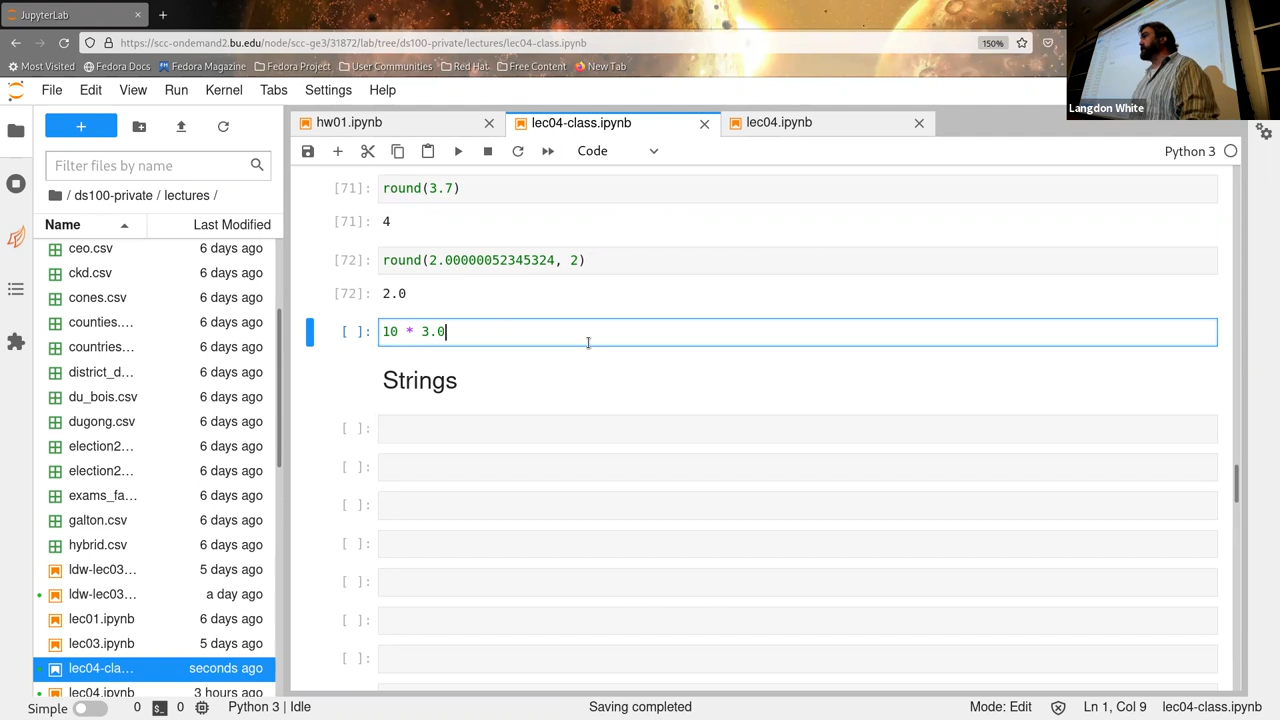 JupyterLab
https://scc-ondemand2.bu.edu/node/scc-ge3/31872/lab/tree/ds100-private/lectures/lec04-class.ipynb
150%
Most Visited
Fedora Docs
Fedora Magazine
Fedora Project
User Communities
Red Hat
Free Content
New Tab
Langdon White
File Edit View Run Kernel Tabs Settings Help
hw01.ipynb
lec04-class.ipynb
lec04.ipynb
Code
Python 3
Filter files by name
/ ds100-private / lectures /
Name Last Modified
ceo.csv 6 days ago
ckd.csv 6 days ago
cones.csv 6 days ago
counties.... 6 days ago
countries... 6 days ago
district_d... 6 days ago
du_bois.csv 6 days ago
dugong.csv 6 days ago
election2... 6 days ago
election2... 6 days ago
exams_fa... 6 days ago
galton.csv 6 days ago
hybrid.csv 6 days ago
ldw-lec03... 5 days ago
ldw-lec03... a day ago
lec01.ipynb 6 days ago
lec03.ipynb 5 days ago
lec04-cla... seconds ago
lec04.ipynb 3 hours ago
[71]: round(3.7)
[71]: 4
[72]: round(2.00000052345324, 2)
[72]: 2.0
[ ]: 10 * 3.0
Strings
[ ]:
[ ]:
[ ]:
[ ]:
[ ]:
[ ]:
[ ]:
Simple 0 0 Python 3 | Idle Saving completed Mode: Edit Ln 1, Col 9 lec04-class.ipynb